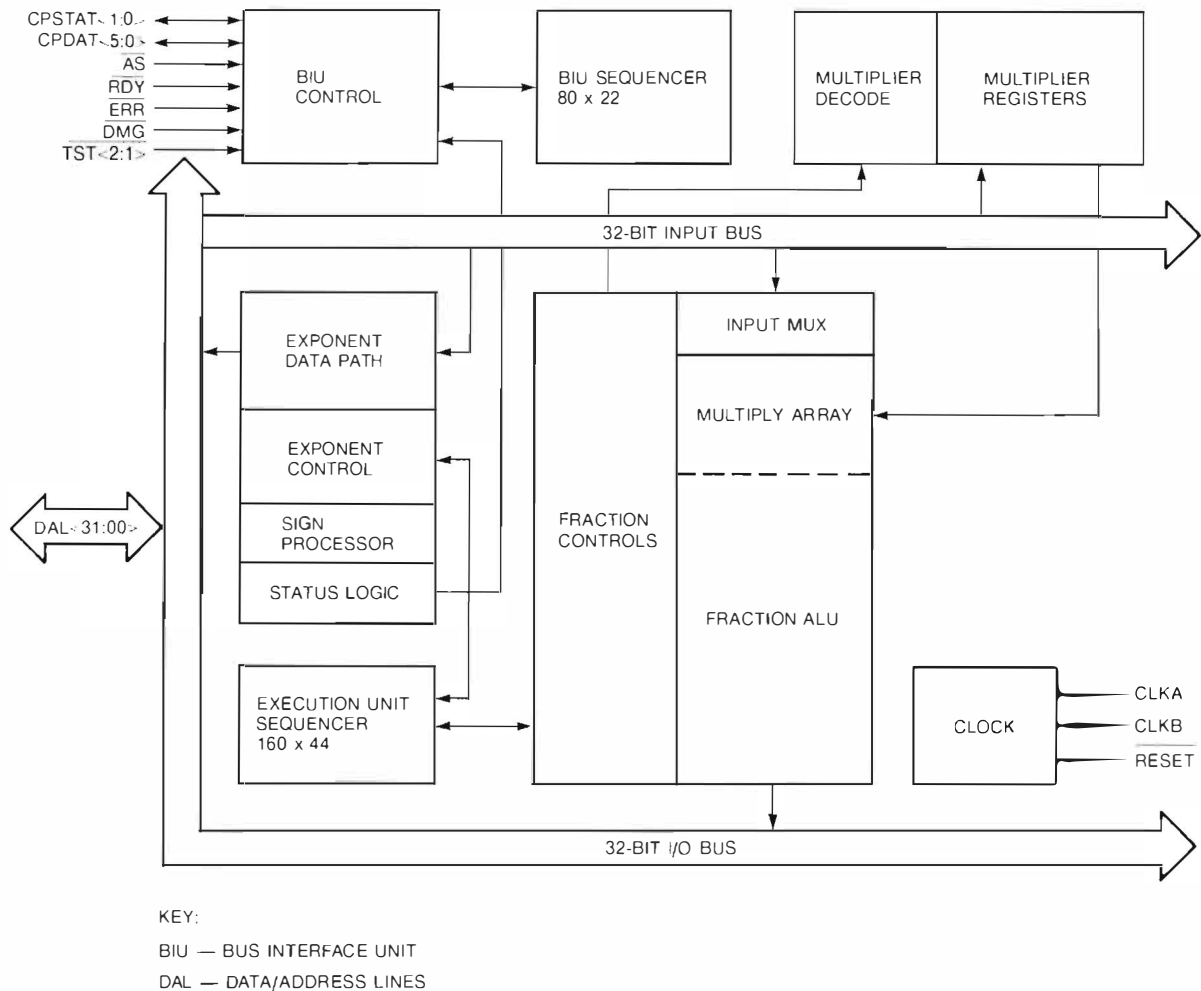 CPSTAT<1:0>
CPDAT<5:0>
AS
RDY
ERR
DMG
TST<2:1>
BIU
CONTROL
BIU SEQUENCER
80 x 22
MULTIPLIER
DECODE
MULTIPLIER
REGISTERS
32-BIT INPUT BUS
EXPONENT
DATA PATH
EXPONENT
CONTROL
SIGN
PROCESSOR
STATUS LOGIC
DAL<31:00>
EXECUTION UNIT
SEQUENCER
160 x 44
FRACTION
CONTROLS
INPUT MUX
MULTIPLY ARRAY
FRACTION ALU
CLOCK
CLKA
CLKB
RESET
32-BIT I/O BUS
KEY:
BIU — BUS INTERFACE UNIT
DAL — DATA/ADDRESS LINES